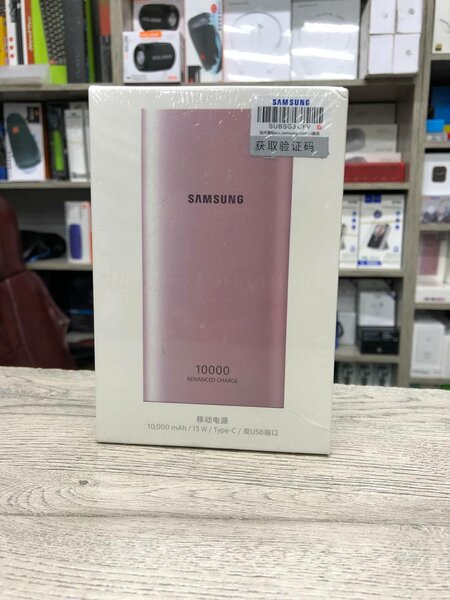 SAMSUNG
获取验证码
SAMSUNG
10000
ADVANCED CHARGE
移动电源
10,000 mAh / 15 W / Type-C / 双USB端口